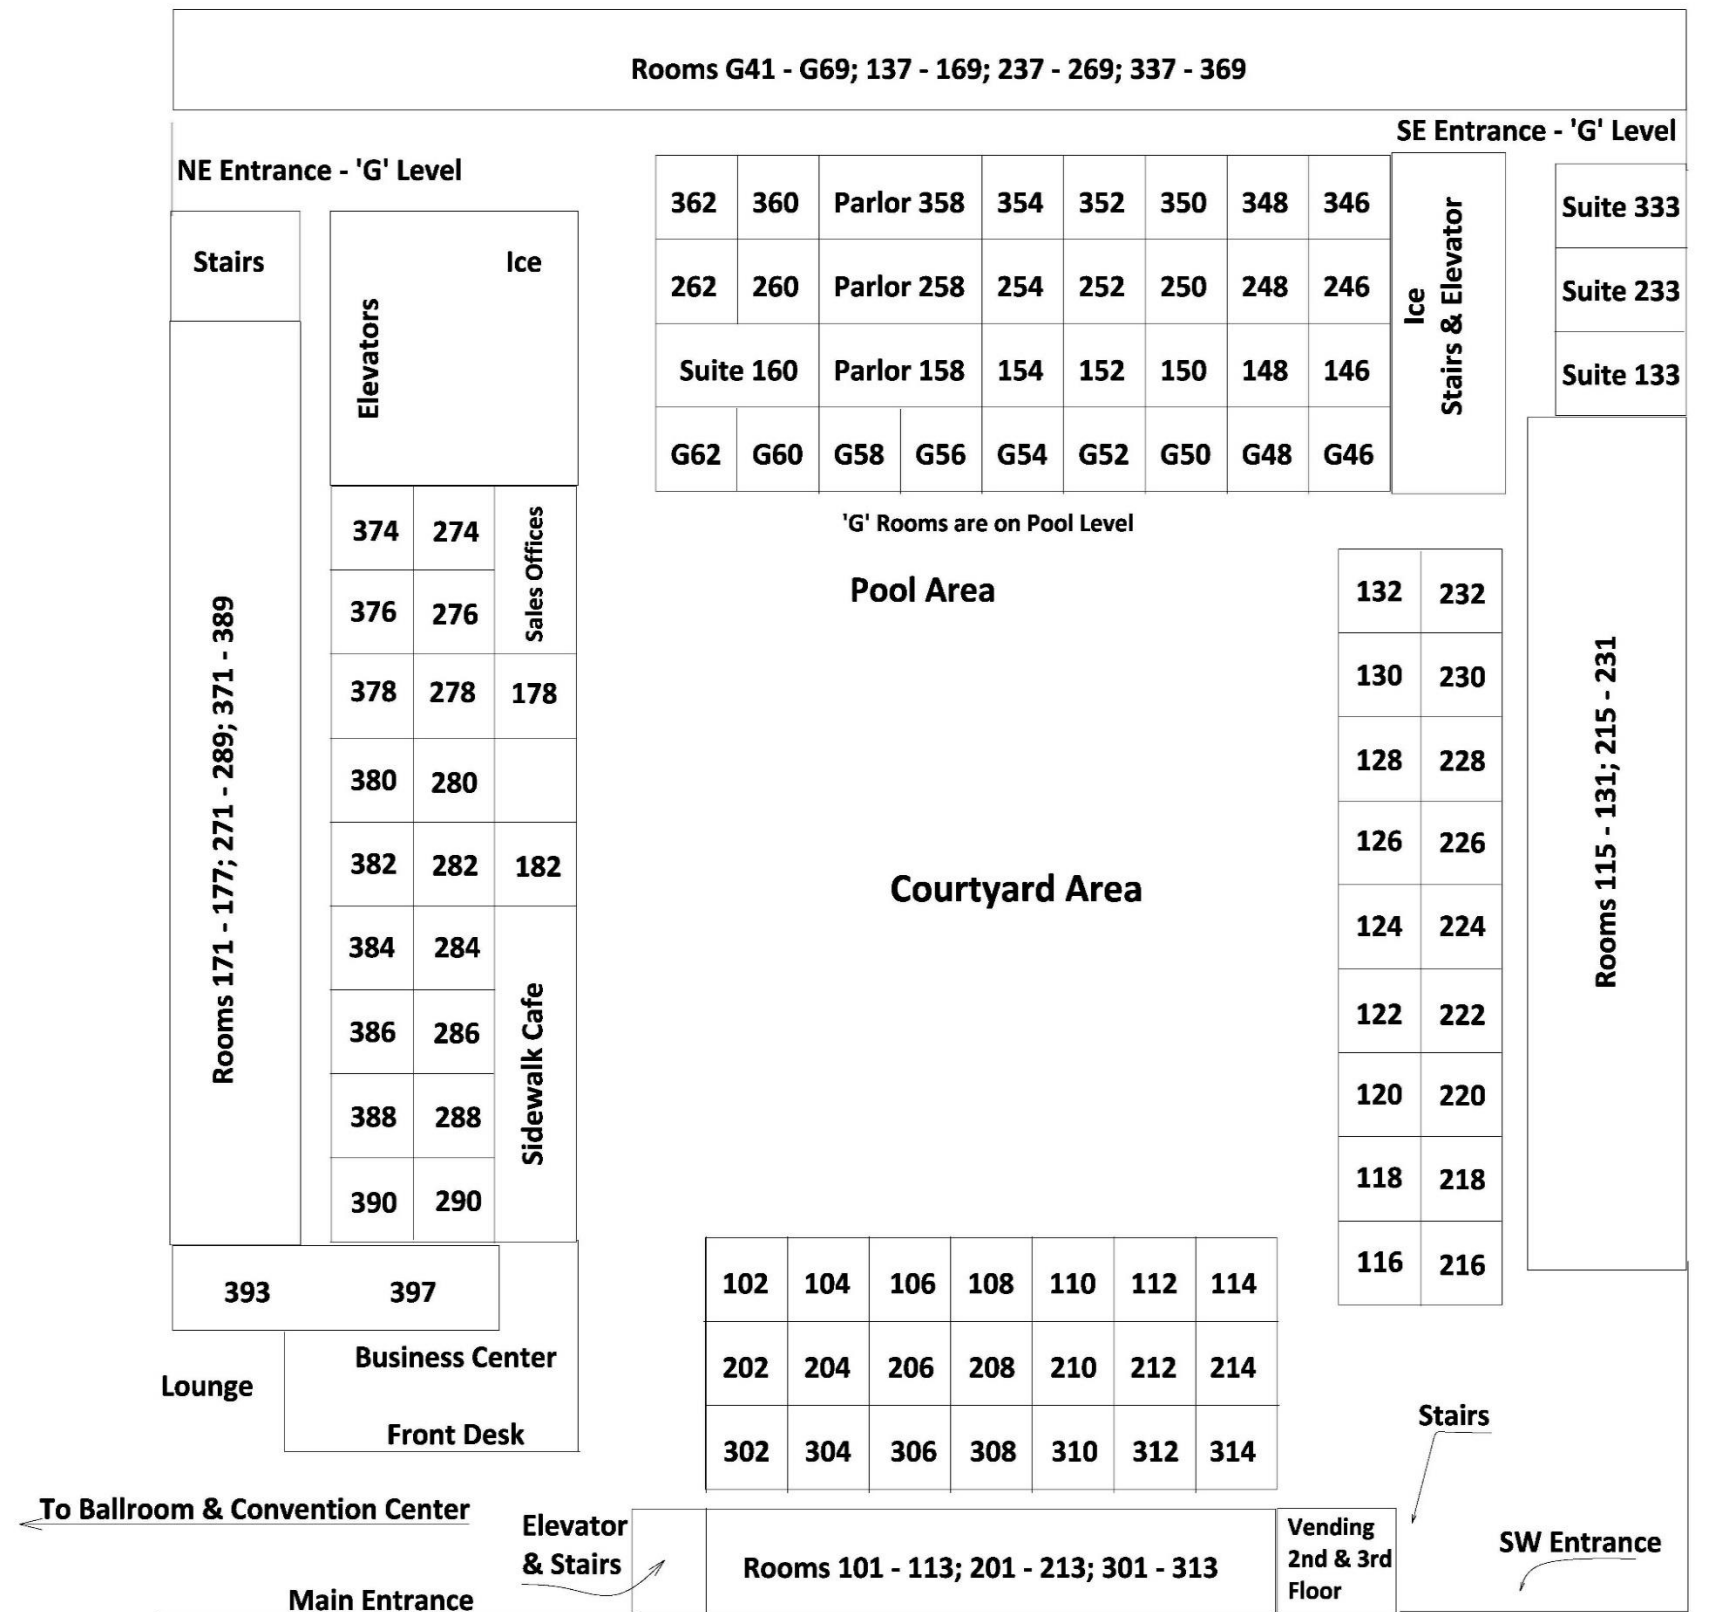 Rooms G41 - G69; 137 - 169; 237 - 269; 337 - 369
SE Entrance - 'G' Level
NE Entrance - 'G' Level
362 360 Parlor 358 354 352 350 348 346
262 260 Parlor 258 254 252 250 248 246
Suite 160 Parlor 158 154 152 150 148 146
G62 G60 G58 G56 G54 G52 G50 G48 G46
Ice
Stairs & Elevator
Suite 333
Suite 233
Suite 133
Stairs
Elevators
Ice
'G' Rooms are on Pool Level
Pool Area
Courtyard Area
Rooms 171 - 177; 271 - 289; 371 - 389
374 274
376 276
Sales Offices
378 278 178
380 280
382 282 182
384 284
386 286
388 288
390 290
Sidewalk Cafe
132 232
130 230
128 228
126 226
124 224
122 222
120 220
118 218
116 216
Rooms 115 - 131; 215 - 231
393 397
Business Center
Lounge
Front Desk
102 104 106 108 110 112 114
202 204 206 208 210 212 214
302 304 306 308 310 312 314
Stairs
To Ballroom & Convention Center
Elevator
& Stairs
Main Entrance
Rooms 101 - 113; 201 - 213; 301 - 313
Vending
2nd & 3rd
Floor
SW Entrance